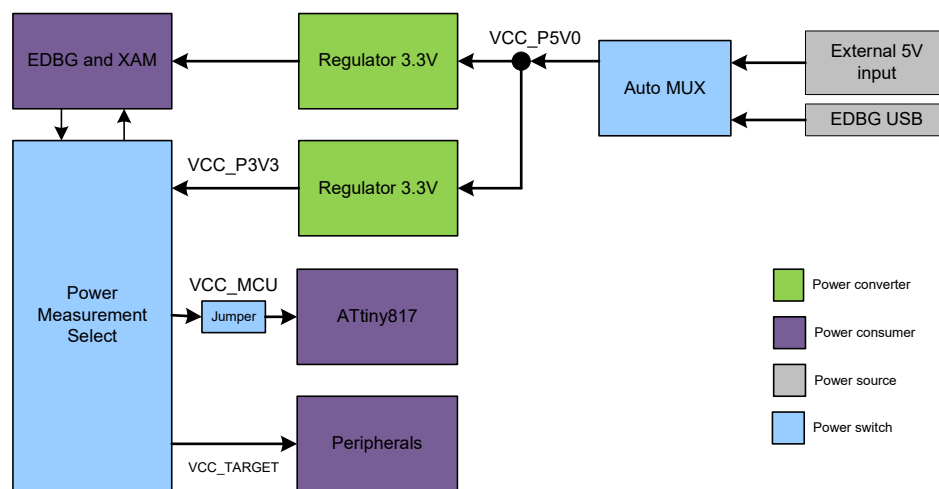 EDBG and XAM
Regulator 3.3V
VCC_P5V0
Auto MUX
External 5V
input
EDBG USB
VCC_P3V3
Regulator 3.3V
Power
Measurement
Select
VCC_MCU
Jumper
ATtiny817
Peripherals
VCC_TARGET
Power converter
Power consumer
Power source
Power switch